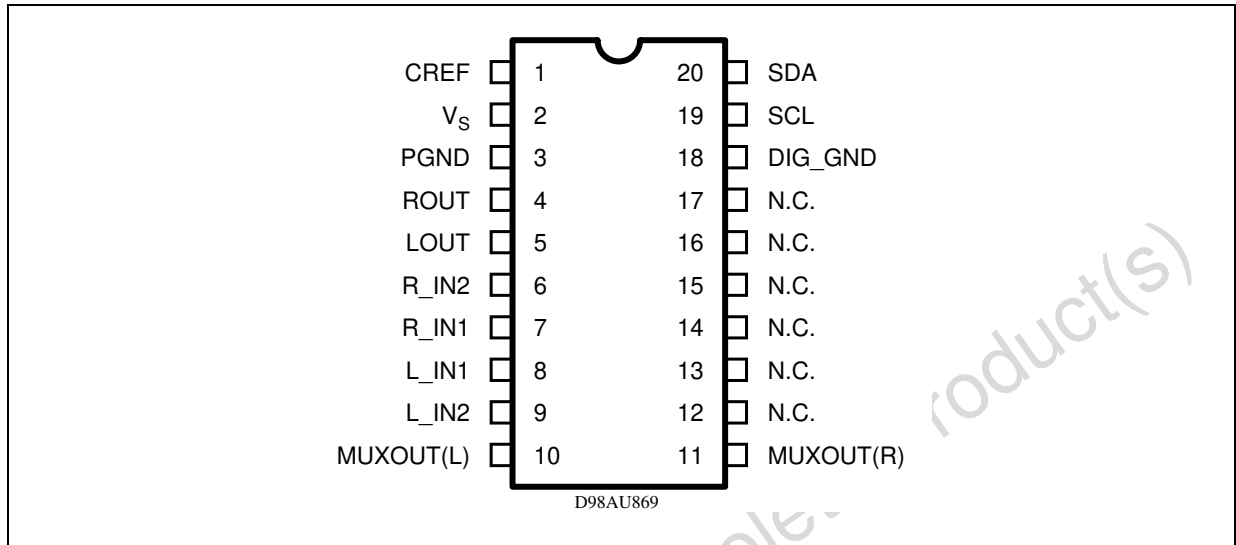 CREF 1 20 SDA
VS 2 19 SCL
PGND 3 18 DIG_GND
ROUT 4 17 N.C.
LOUT 5 16 N.C.
R_IN2 6 15 N.C.
R_IN1 7 14 N.C.
L_IN1 8 13 N.C.
L_IN2 9 12 N.C.
MUXOUT(L) 10 11 MUXOUT(R)
D98AU869